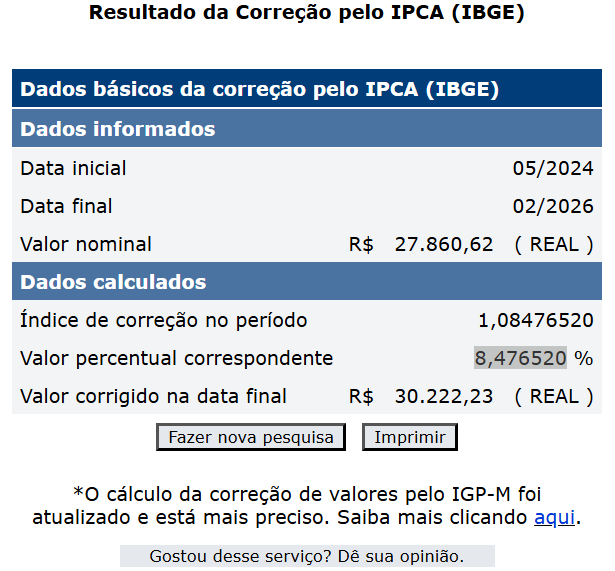 Resultado da Correção pelo IPCA (IBGE)
Dados básicos da correção pelo IPCA (IBGE)
Dados informados
Data inicial 05/2024
Data final 02/2026
Valor nominal R$ 27.860,62 ( REAL )
Dados calculados
Índice de correção no período 1,08476520
Valor percentual correspondente 8,476520 %
Valor corrigido na data final R$ 30.222,23 ( REAL )
Fazer nova pesquisa Imprimir
*O cálculo da correção de valores pelo IGP-M foi
atualizado e está mais preciso. Saiba mais clicando aqui.
Gostou desse serviço? Dê sua opinião.